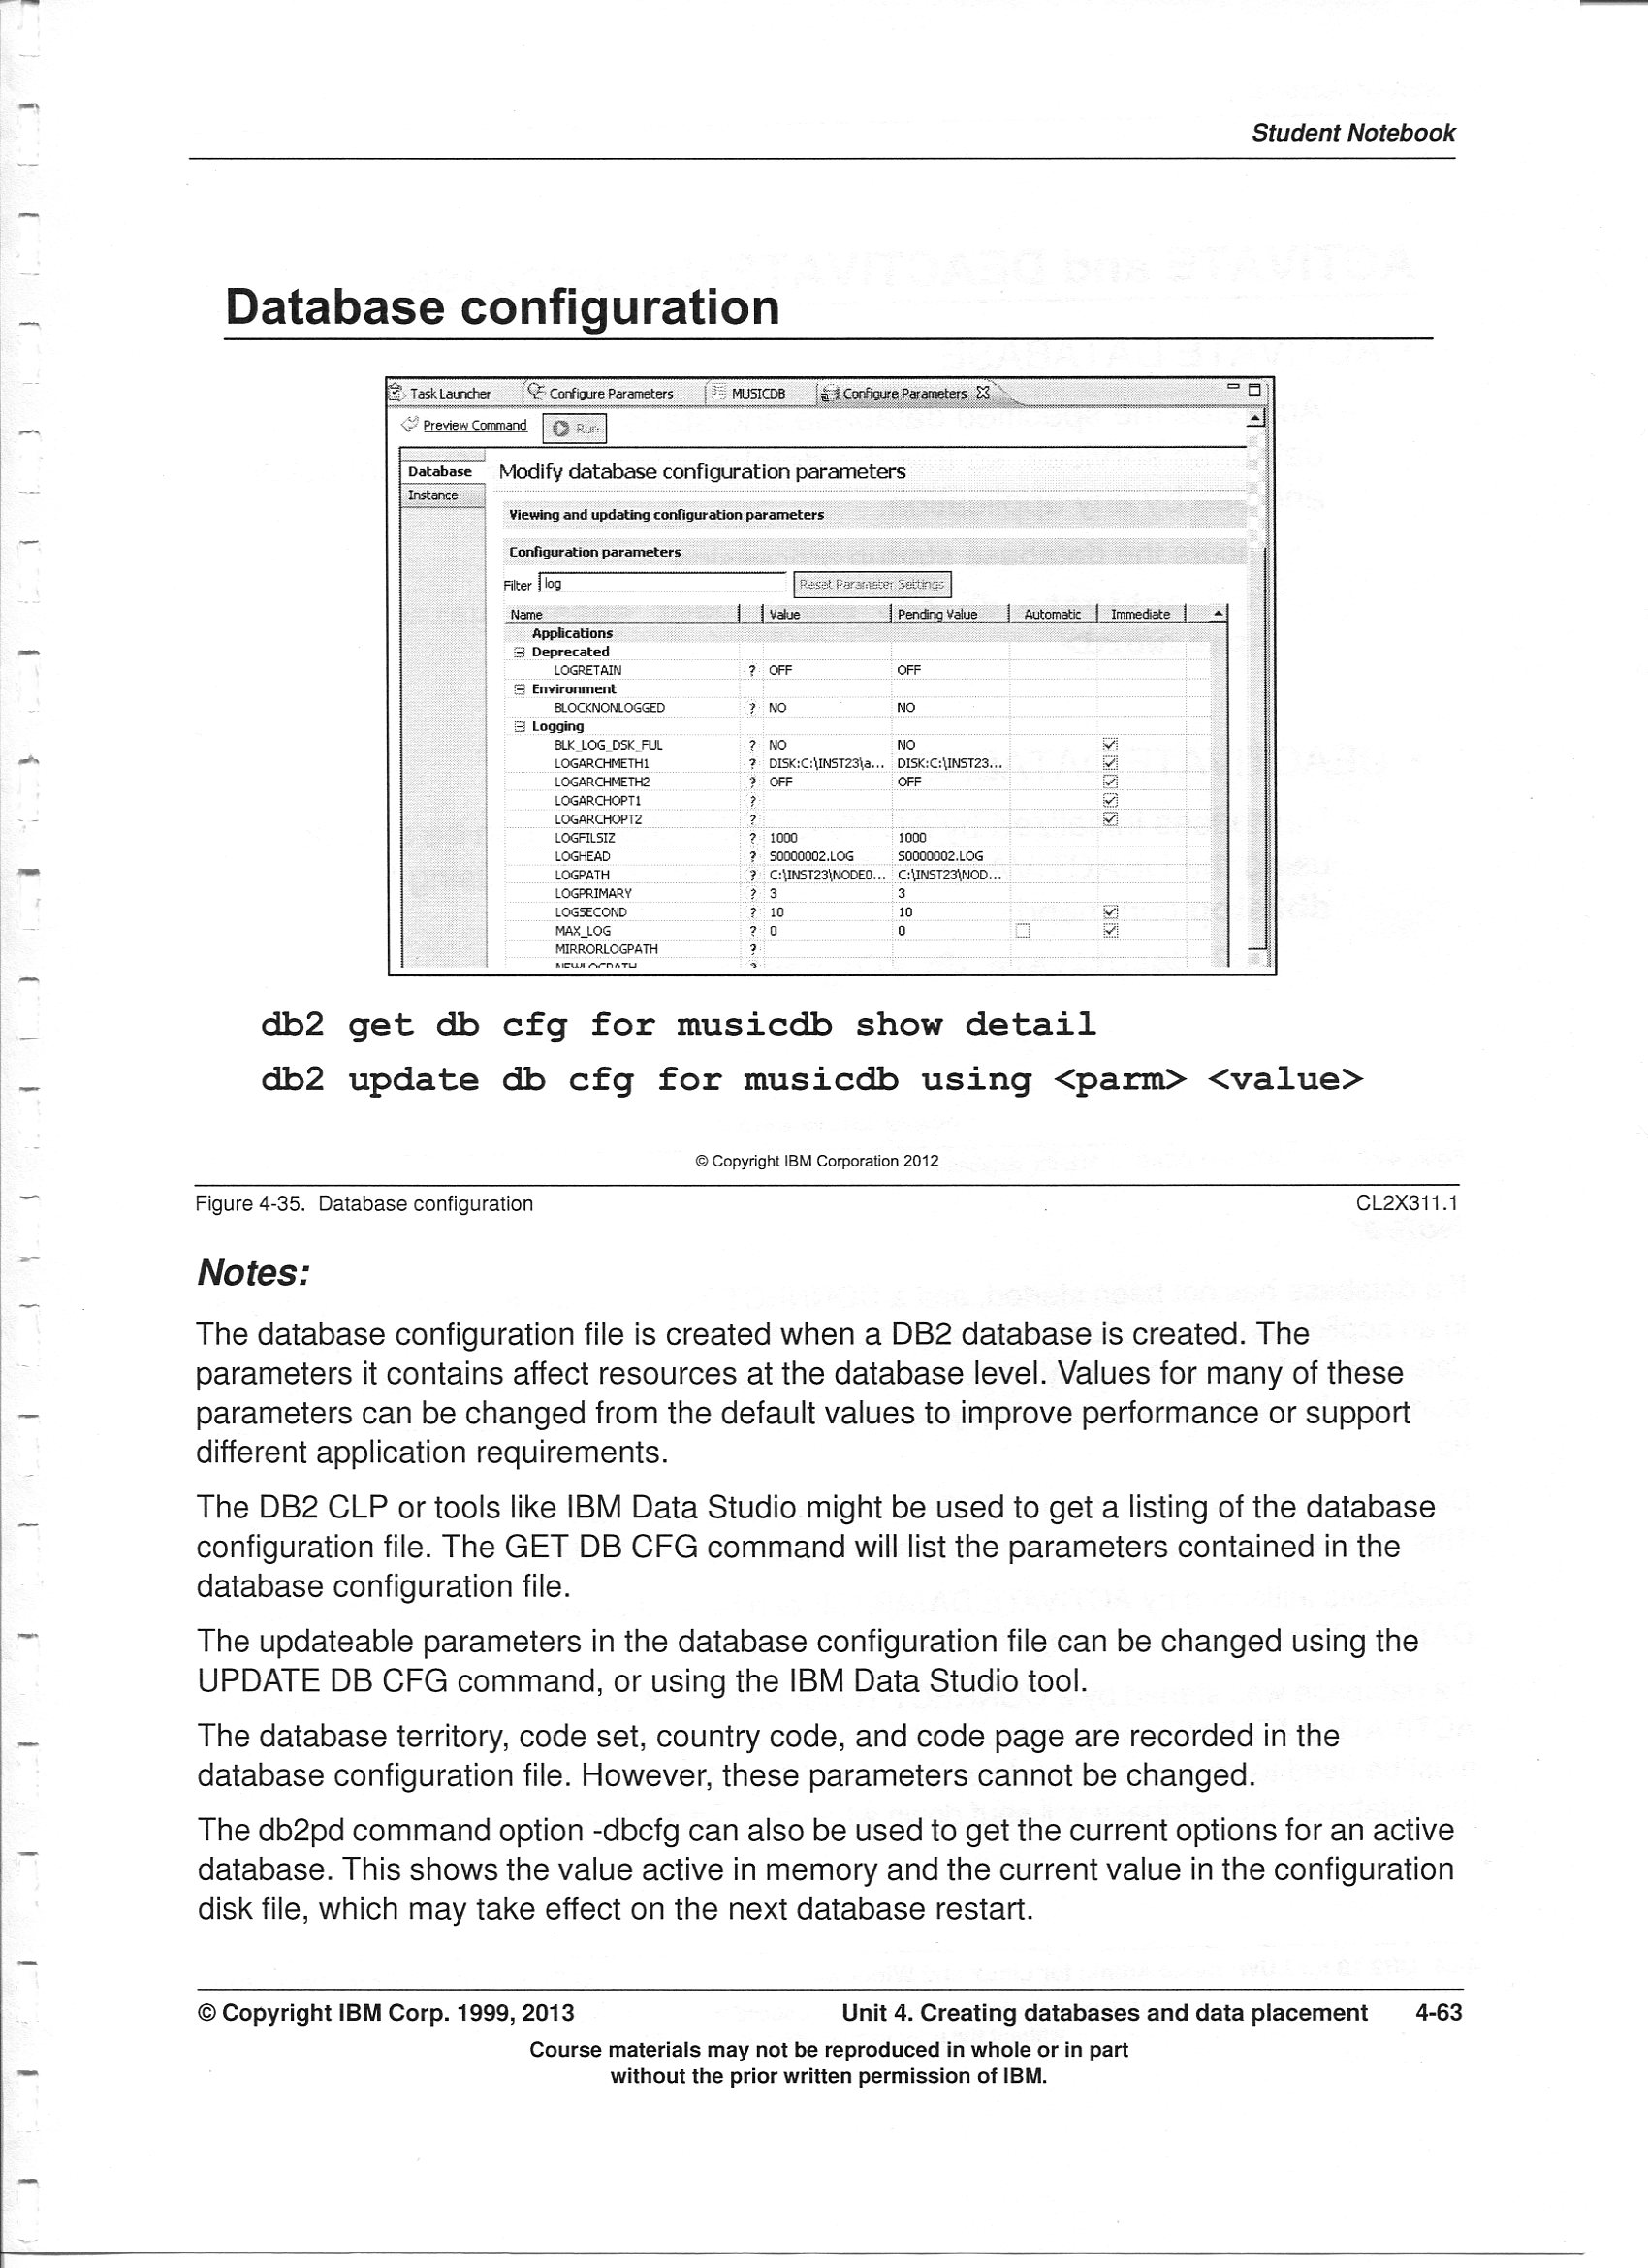 Student Notebook
Database configuration
Task Launcher Configure Parameters MUSICDB Configure Parameters
Preview Command Run
Database Modify database configuration parameters
Instance
Viewing and updating configuration parameters
Configuration parameters
Filter log Reset Parameter Settings
Name Value Pending Value Automatic Immediate
Applications
Deprecated
LOGRETAIN ? OFF OFF
Environment
BLOCKNONLOGGED ? NO NO
Logging
BLK_LOG_DSK_FUL ? NO NO
LOGARCHMETH1 ? DISK:C:\INST23\a... DISK:C:\INST23...
LOGARCHMETH2 ? OFF OFF
LOGARCHOPT1 ?
LOGARCHOPT2 ?
LOGFILSIZ ? 1000 1000
LOGHEAD ? S0000002.LOG S0000002.LOG
LOGPATH ? C:\INST23\NODE0... C:\INST23\NOD...
LOGPRIMARY ? 3 3
LOGSECOND ? 10 10
MAX_LOG ? 0 0
MIRRORLOGPATH ?
db2 get db cfg for musicdb show detail
db2 update db cfg for musicdb using <parm> <value>
© Copyright IBM Corporation 2012
Figure 4-35. Database configuration CL2X311.1
Notes:
The database configuration file is created when a DB2 database is created. The
parameters it contains affect resources at the database level. Values for many of these
parameters can be changed from the default values to improve performance or support
different application requirements.
The DB2 CLP or tools like IBM Data Studio might be used to get a listing of the database
configuration file. The GET DB CFG command will list the parameters contained in the
database configuration file.
The updateable parameters in the database configuration file can be changed using the
UPDATE DB CFG command, or using the IBM Data Studio tool.
The database territory, code set, country code, and code page are recorded in the
database configuration file. However, these parameters cannot be changed.
The db2pd command option -dbcfg can also be used to get the current options for an active
database. This shows the value active in memory and the current value in the configuration
disk file, which may take effect on the next database restart.
© Copyright IBM Corp. 1999, 2013 Unit 4. Creating databases and data placement 4-63
Course materials may not be reproduced in whole or in part
without the prior written permission of IBM.